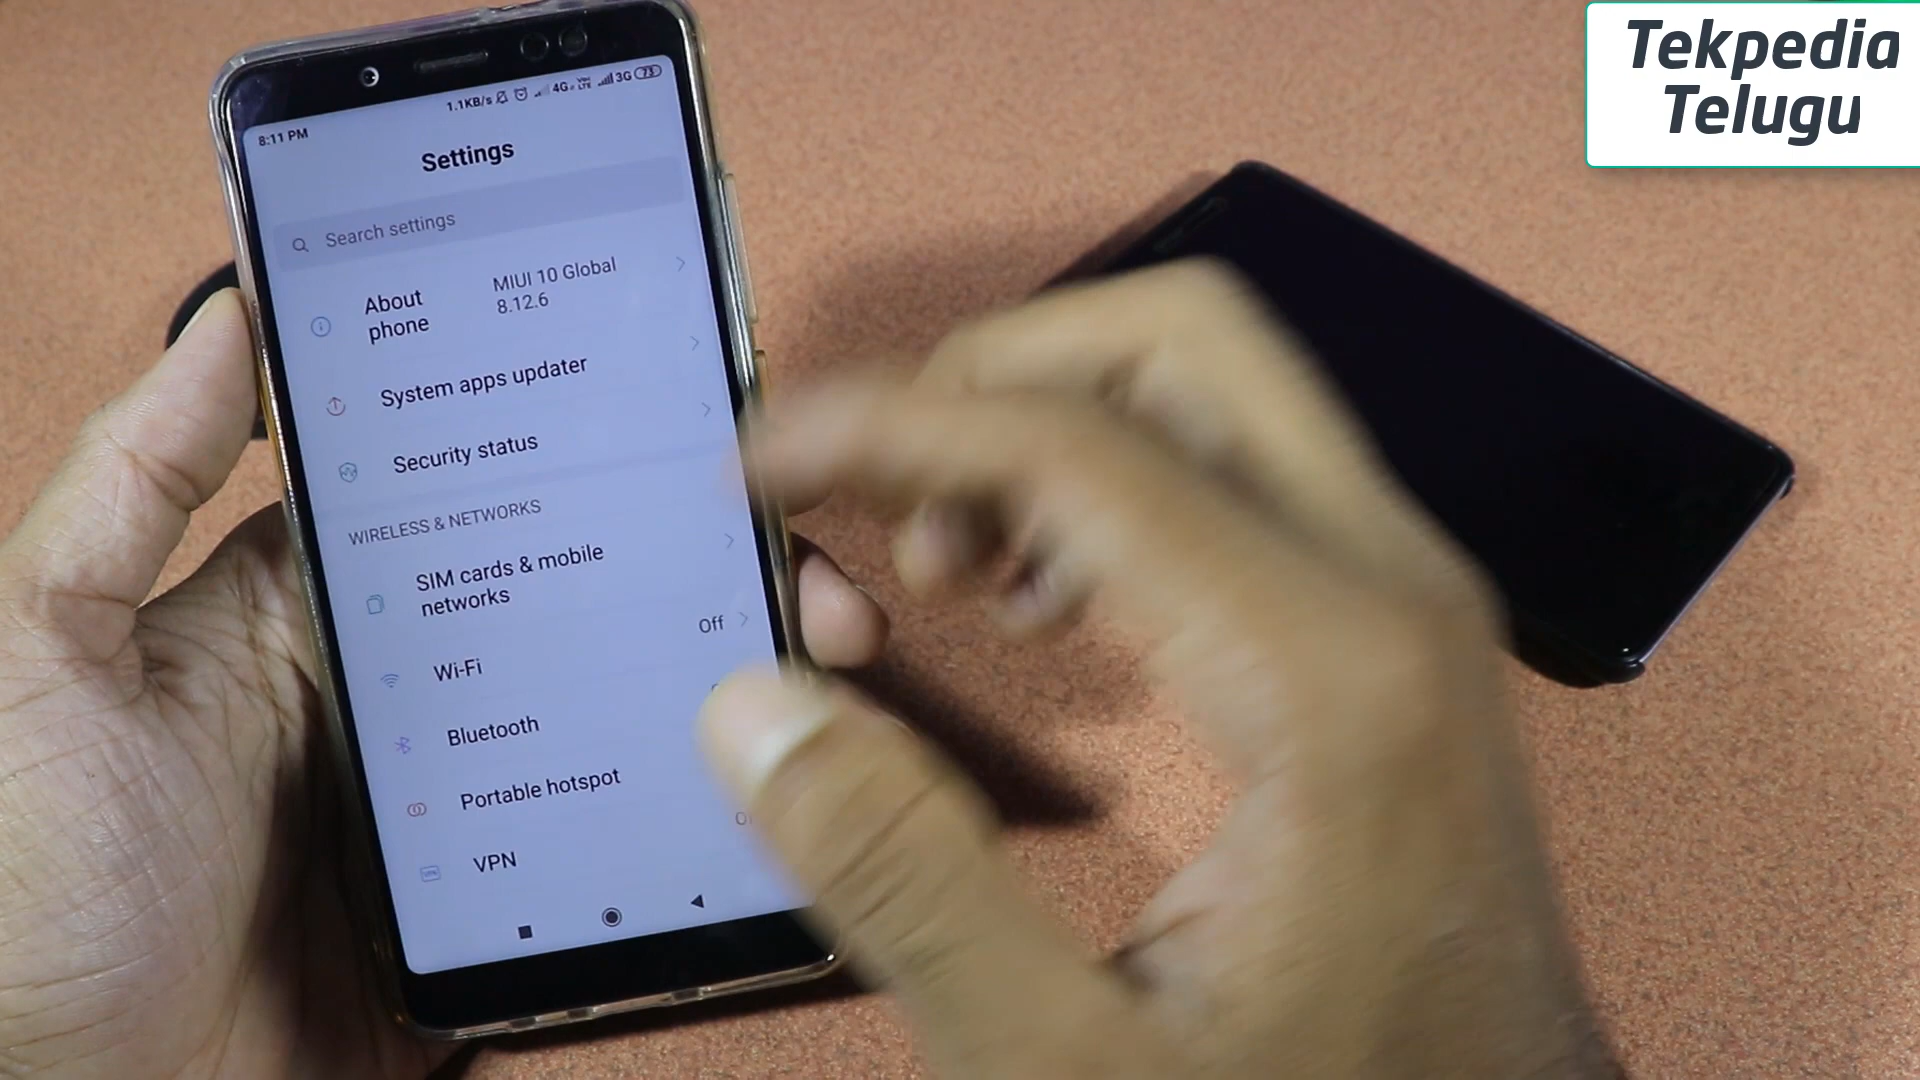 Tekpedia
Telugu
1.1KB/s 4G 3G 73
8:11 PM
Settings
Search settings
About
phone
MIUI 10 Global
8.12.6
System apps updater
Security status
WIRELESS & NETWORKS
SIM cards & mobile
networks
Wi-Fi
Off
Bluetooth
Portable hotspot
VPN